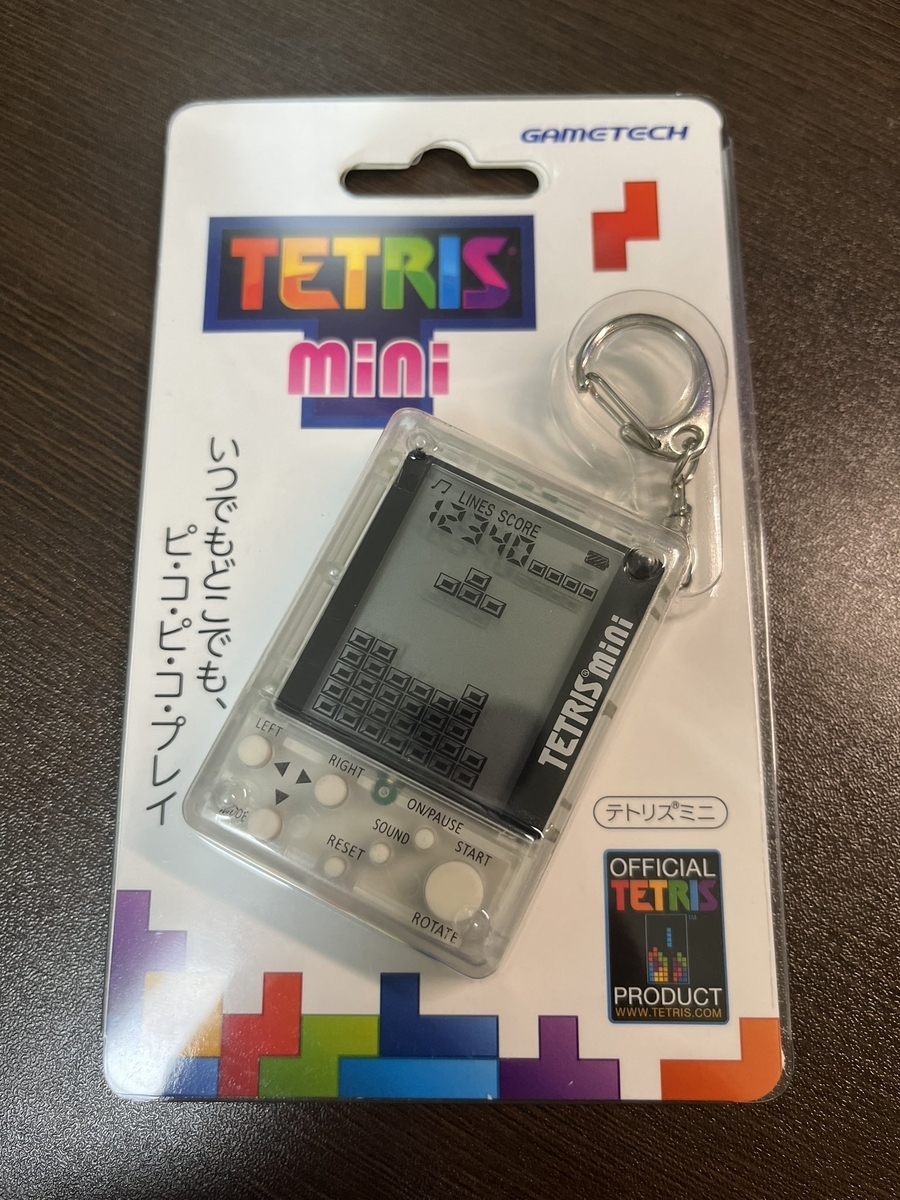 GAMETECH
TETRIS
mini
いつでもどこでも、
ピ・コ・ピ・コ・プレイ
LINES SCORE
12340
TETRIS® mini
LEFT
RIGHT
MODE
ON/PAUSE
SOUND
START
RESET
ROTATE
テトリス®ミニ
OFFICIAL
TETRIS
PRODUCT
WWW.TETRIS.COM